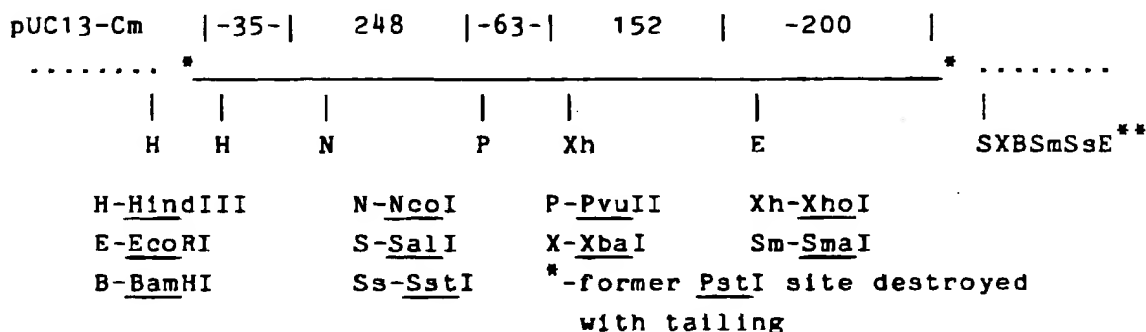 pUC13-Cm |-35-| 248 |-63-| 152 | -200 |
* * ........
H H N P Xh E SXBSmSsE**
H-HindIII N-NcoI P-PvuII Xh-XhoI
E-EcoRI S-SalI X-XbaI Sm-SmaI
B-BamHI Ss-SstI *-former PstI site destroyed
with tailing